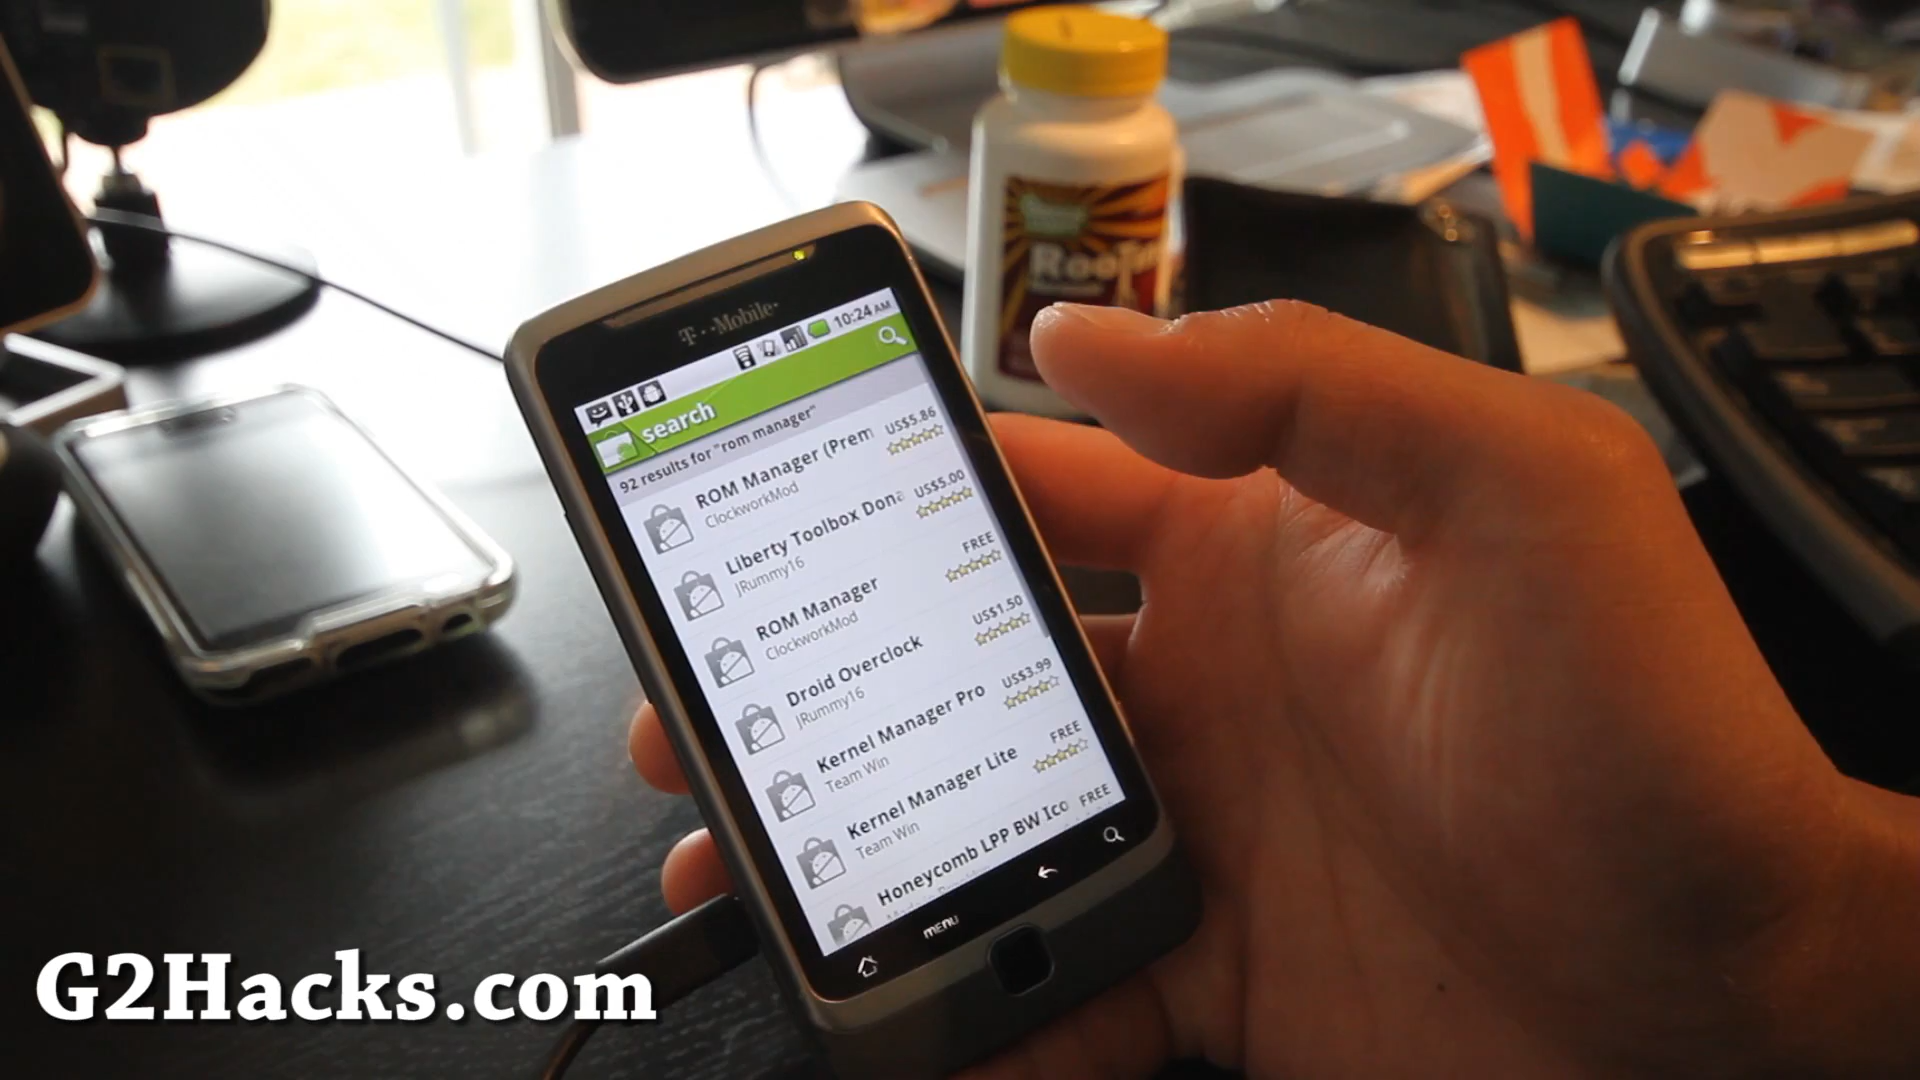 T··Mobile·
10:24 AM
search
92 results for "rom manager"
ROM Manager (Prem
US$5.86
ClockworkMod
Liberty Toolbox Dona
US$5.00
JRummy16
ROM Manager
FREE
ClockworkMod
Droid Overclock
US$1.50
JRummy16
Kernel Manager Pro
US$3.99
Team Win
Kernel Manager Lite
FREE
Team Win
Honeycomb LPP BW Ico
FREE
MENU
G2Hacks.com